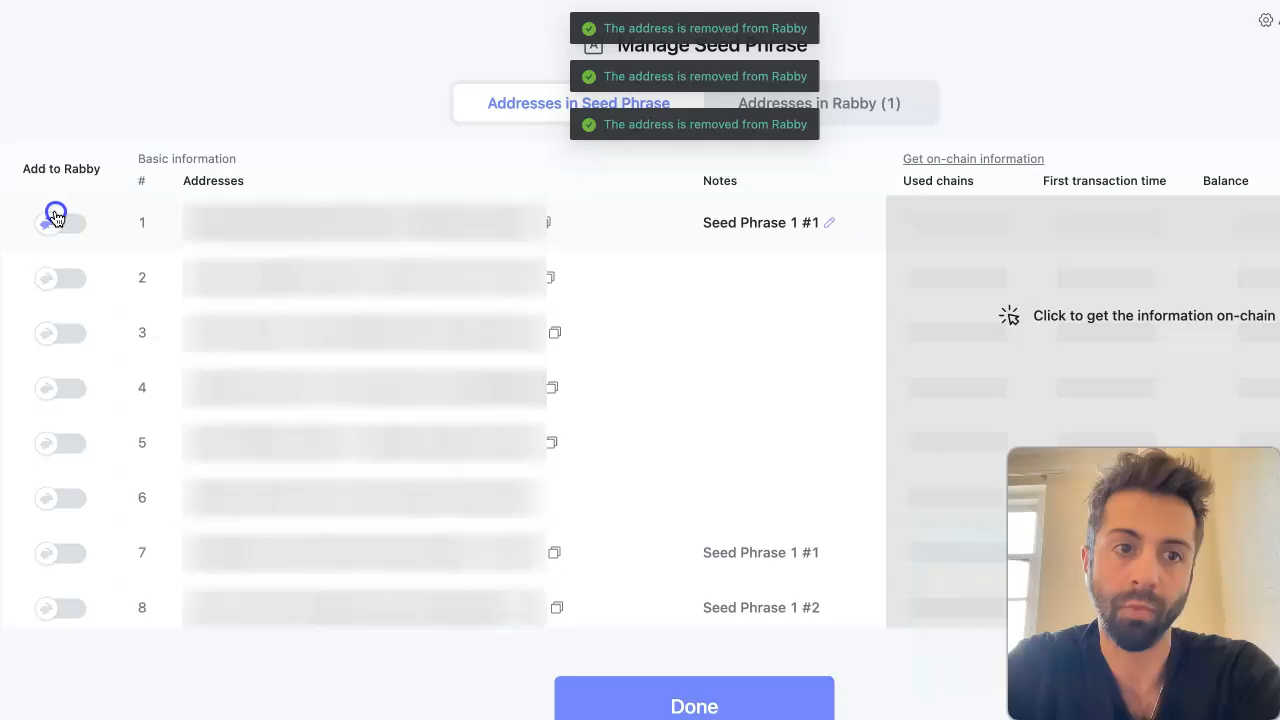 The address is removed from Rabby
Manage Seed Phrase
The address is removed from Rabby
Addresses in Seed Phrase
Addresses in Rabby (1)
The address is removed from Rabby
Add to Rabby
Basic information
Get on-chain information
#
Addresses
Notes
Used chains
First transaction time
Balance
1
Seed Phrase 1 #1
2
3
Click to get the information on-chain
4
5
6
7
Seed Phrase 1 #1
8
Seed Phrase 1 #2
Done